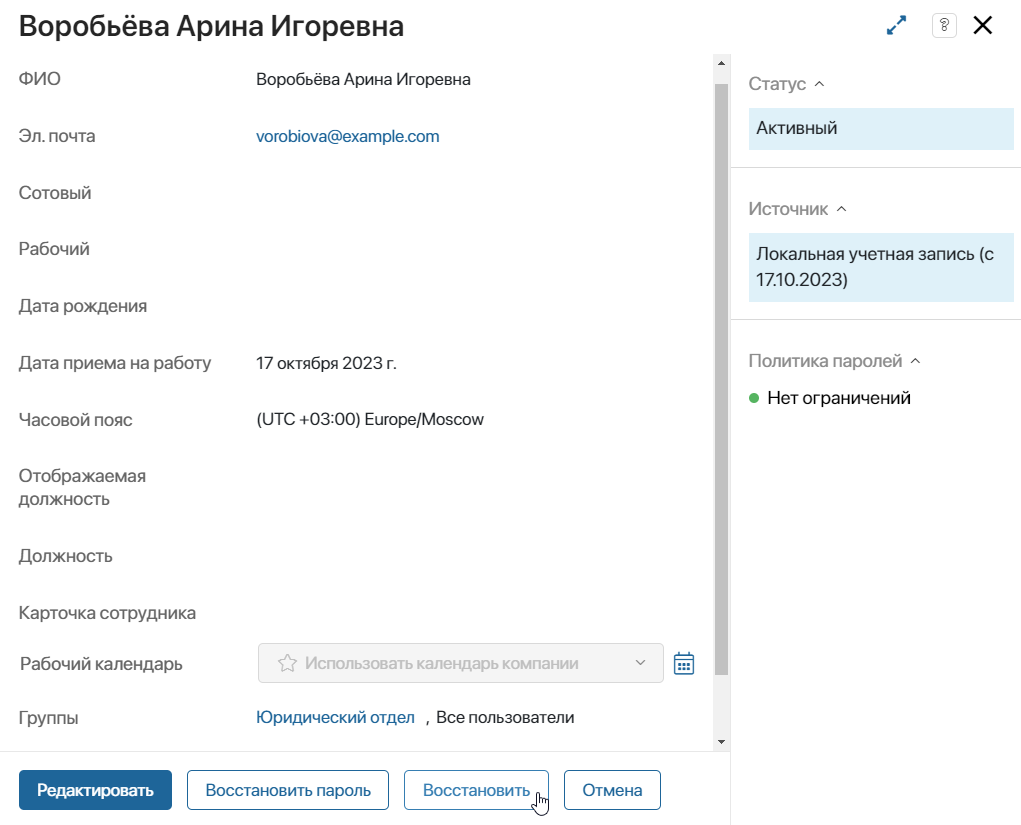 Воробьёва Арина Игоревна
?
ФИО Воробьёва Арина Игоревна
Эл. почта vorobiova@example.com
Сотовый
Рабочий
Дата рождения
Дата приема на работу 17 октября 2023 г.
Часовой пояс (UTC +03:00) Europe/Moscow
Отображаемая
должность
Должность
Карточка сотрудника
Рабочий календарь Использовать календарь компании
Группы Юридический отдел , Все пользователи
Статус
Активный
Источник
Локальная учетная запись (с
17.10.2023)
Политика паролей
Нет ограничений
Редактировать Восстановить пароль Восстановить Отмена